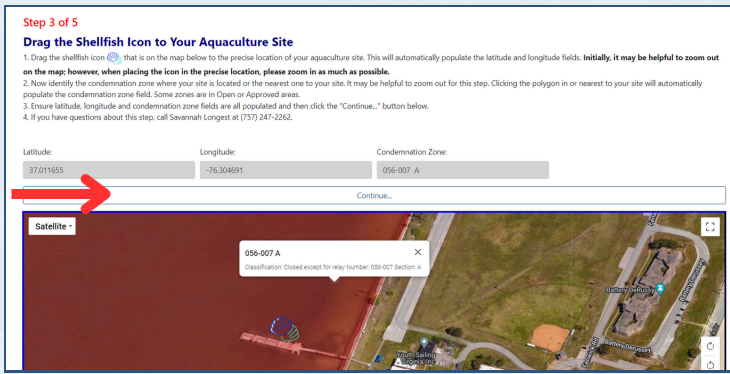 Step 3 of 5
Drag the Shellfish Icon to Your Aquaculture Site
1. Drag the shellfish icon that is on the map below to the precise location of your aquaculture site. This will automatically populate the latitude and longitude fields. Initially, it may be helpful to zoom out
on the map; however, when placing the icon in the precise location, please zoom in as much as possible.
2. Now identify the condemnation zone where your site is located or the nearest one to your site. It may be helpful to zoom out for this step. Clicking the polygon in or nearest to your site will automatically
populate the condemnation zone field. Some zones are in Open or Approved areas.
3. Ensure latitude, longitude and condemnation zone fields are all populated and then click the "Continue..." button below.
4. If you have questions about this step, call Savannah Longest at (757) 247-2262.
Latitude: Longitude: Condemnation Zone:
37.011655 -76.304691 056-007 A
Continue...
Satellite
056-007 A
Classification: Closed except for relay Number: 056-007 Section: A
Battery DeRussy
Battery Derussey
Fenwick Rd
Youth Sailing
Virginia, Inc